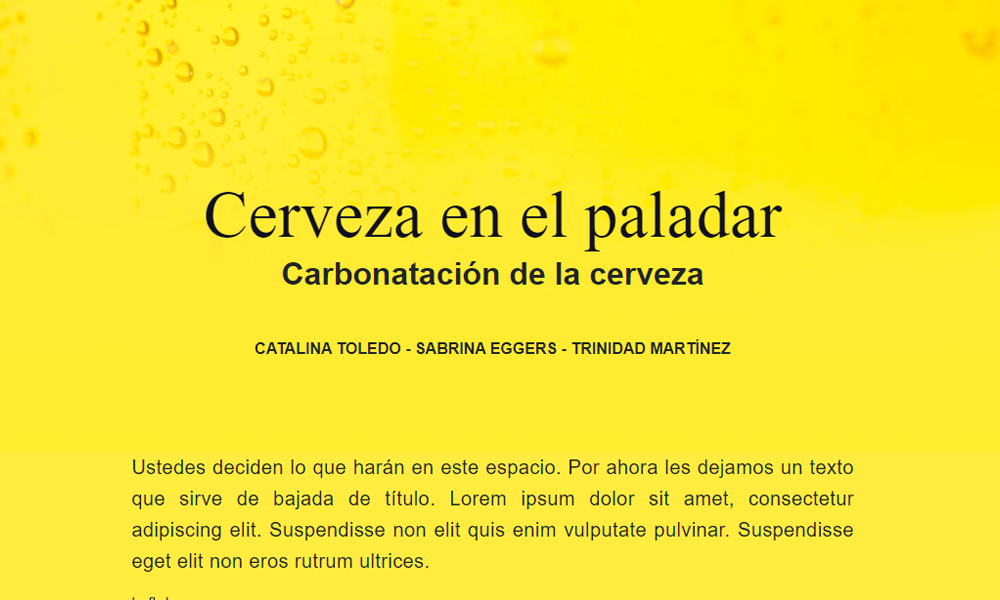 Cerveza en el paladar
Carbonatación de la cerveza
CATALINA TOLEDO - SABRINA EGGERS - TRINIDAD MARTÍNEZ
Ustedes deciden lo que harán en este espacio. Por ahora les dejamos un texto
que sirve de bajada de título. Lorem ipsum dolor sit amet, consectetur
adipiscing elit. Suspendisse non elit quis enim vulputate pulvinar. Suspendisse
eget elit non eros rutrum ultrices.